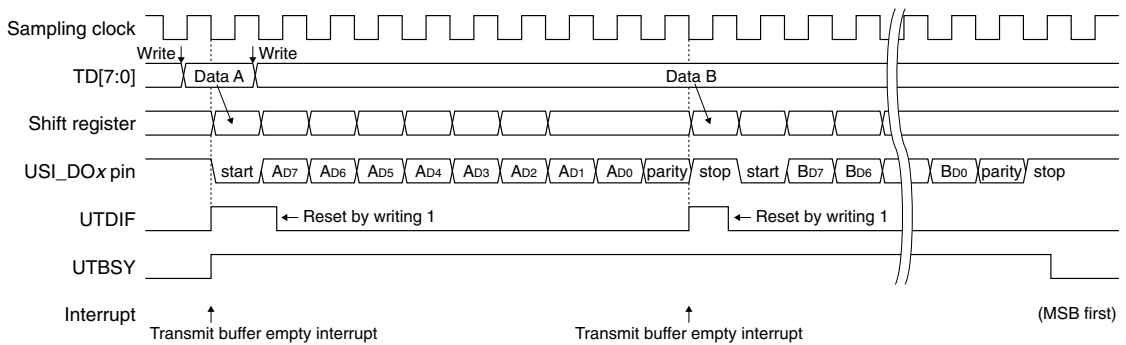 Sampling clock
Write Write
TD[7:0] Data A Data B
Shift register
USI_DOx pin start AD7 AD6 AD5 AD4 AD3 AD2 AD1 AD0 parity stop start BD7 BD6 BD0 parity stop
UTDIF Reset by writing 1 Reset by writing 1
UTBSY
Interrupt (MSB first)
Transmit buffer empty interrupt Transmit buffer empty interrupt